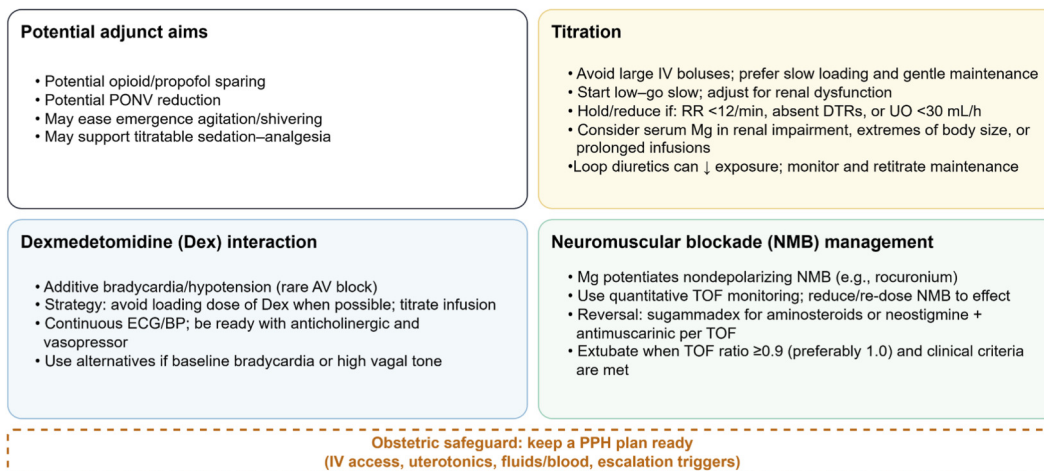 Potential adjunct aims
• Potential opioid/propofol sparing
• Potential PONV reduction
• May ease emergence agitation/shivering
• May support titratable sedation–analgesia
Titration
• Avoid large IV boluses; prefer slow loading and gentle maintenance
• Start low–go slow; adjust for renal dysfunction
• Hold/reduce if: RR <12/min, absent DTRs, or UO <30 mL/h
• Consider serum Mg in renal impairment, extremes of body size, or
prolonged infusions
•Loop diuretics can ↓ exposure; monitor and retitrate maintenance
Dexmedetomidine (Dex) interaction
• Additive bradycardia/hypotension (rare AV block)
• Strategy: avoid loading dose of Dex when possible; titrate infusion
• Continuous ECG/BP; be ready with anticholinergic and
vasopressor
• Use alternatives if baseline bradycardia or high vagal tone
Neuromuscular blockade (NMB) management
• Mg potentiates nondepolarizing NMB (e.g., rocuronium)
• Use quantitative TOF monitoring; reduce/re-dose NMB to effect
• Reversal: sugammadex for aminosteroids or neostigmine +
antimuscarinic per TOF
• Extubate when TOF ratio ≥0.9 (preferably 1.0) and clinical criteria
are met
Obstetric safeguard: keep a PPH plan ready
(IV access, uterotonics, fluids/blood, escalation triggers)